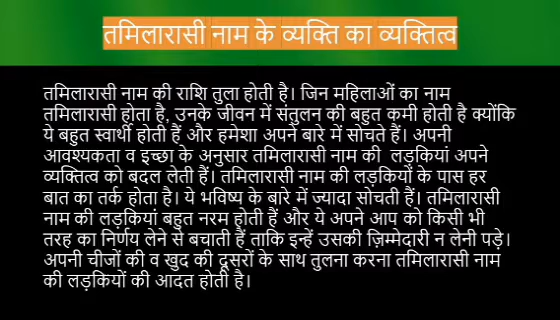 तमिलारासी नाम के व्यक्ति का व्यक्तित्व
तमिलारासी नाम की राशि तुला होती है। जिन महिलाओं का नाम
तमिलारासी होता है, उनके जीवन में संतुलन की बहुत कमी होती है क्योंकि
ये बहुत स्वार्थी होती हैं और हमेशा अपने बारे में सोचते हैं। अपनी
आवश्यकता व इच्छा के अनुसार तमिलारासी नाम की लड़कियां अपने
व्यक्तित्व को बदल लेती हैं। तमिलारासी नाम की लड़कियों के पास हर
बात का तर्क होता है। ये भविष्य के बारे में ज्यादा सोचती हैं। तमिलारासी
नाम की लड़कियां बहुत नरम होती हैं और ये अपने आप को किसी भी
तरह का निर्णय लेने से बचाती हैं ताकि इन्हें उसकी ज़िम्मेदारी न लेनी पड़े।
अपनी चीजों की व खुद की दूसरों के साथ तुलना करना तमिलारासी नाम
की लड़कियों की आदत होती है।